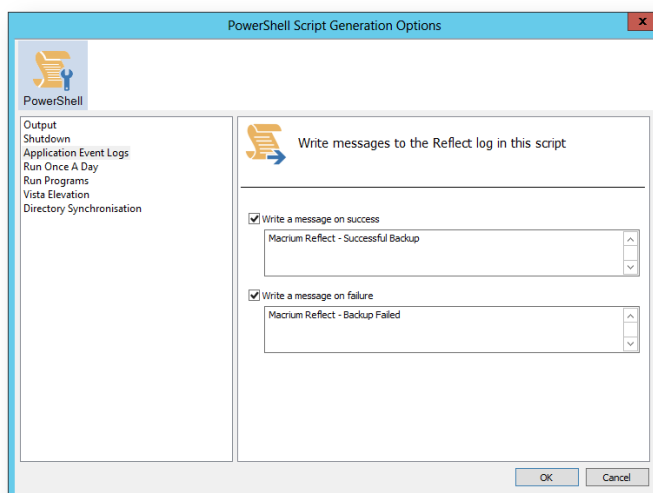 PowerShell Script Generation Options
x
PowerShell
Output
Shutdown
Application Event Logs
Run Once A Day
Run Programs
Vista Elevation
Directory Synchronisation
Write messages to the Reflect log in this script
Write a message on success
Macrium Reflect - Successful Backup
Write a message on failure
Macrium Reflect - Backup Failed
OK
Cancel